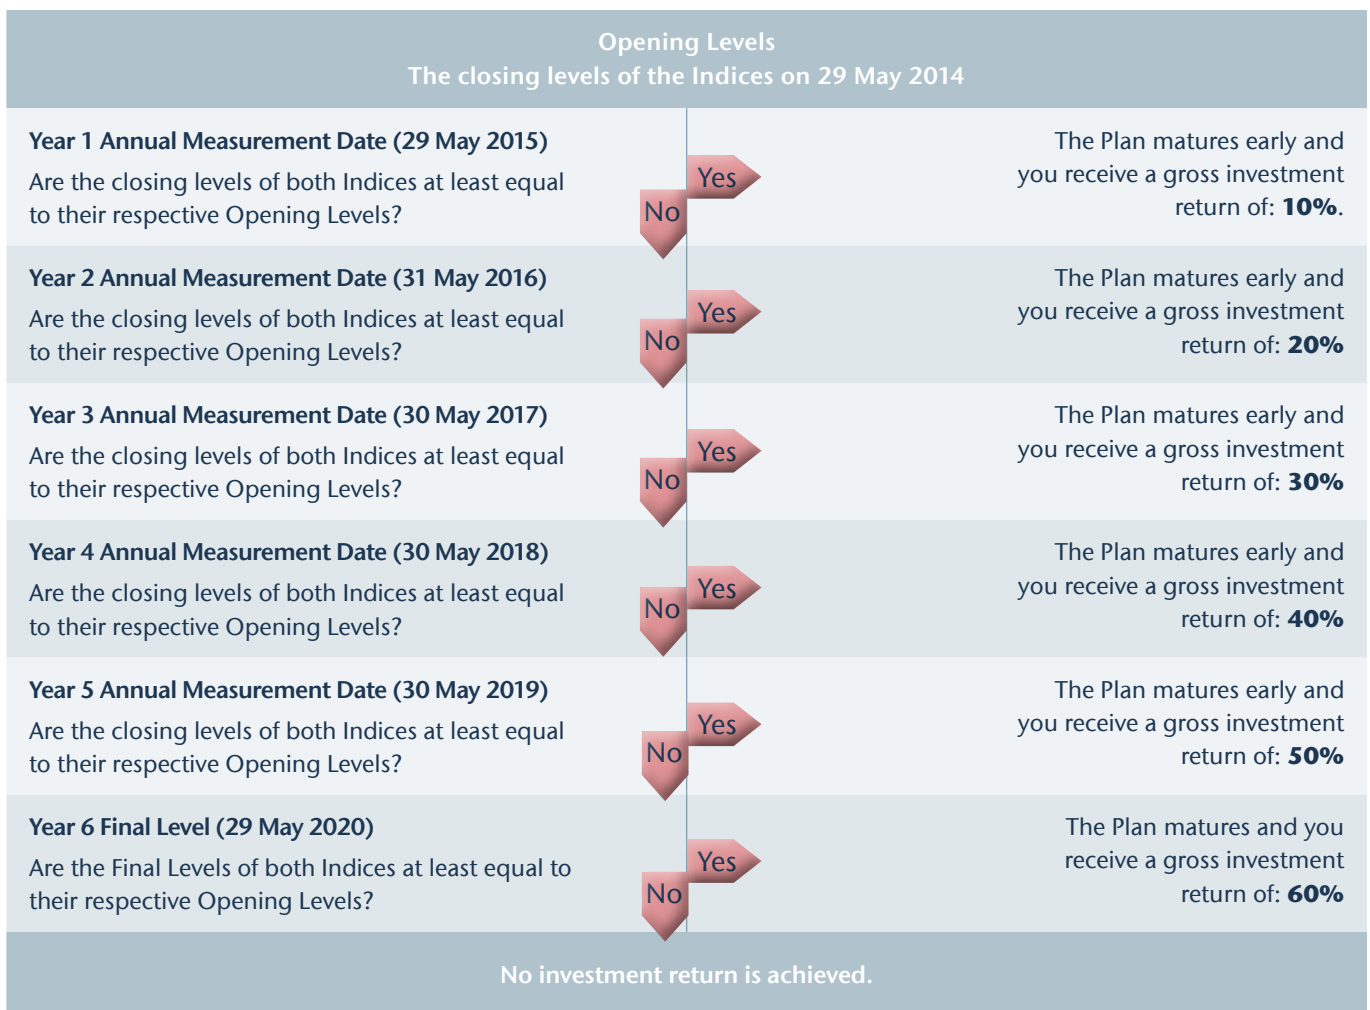 Opening Levels
The closing levels of the Indices on 29 May 2014
Year 1 Annual Measurement Date (29 May 2015)
Are the closing levels of both Indices at least equal
to their respective Opening Levels?
Yes
No
The Plan matures early and
you receive a gross investment
return of: 10%.
Year 2 Annual Measurement Date (31 May 2016)
Are the closing levels of both Indices at least equal
to their respective Opening Levels?
Yes
No
The Plan matures early and
you receive a gross investment
return of: 20%
Year 3 Annual Measurement Date (30 May 2017)
Are the closing levels of both Indices at least equal
to their respective Opening Levels?
Yes
No
The Plan matures early and
you receive a gross investment
return of: 30%
Year 4 Annual Measurement Date (30 May 2018)
Are the closing levels of both Indices at least equal
to their respective Opening Levels?
Yes
No
The Plan matures early and
you receive a gross investment
return of: 40%
Year 5 Annual Measurement Date (30 May 2019)
Are the closing levels of both Indices at least equal
to their respective Opening Levels?
Yes
No
The Plan matures early and
you receive a gross investment
return of: 50%
Year 6 Final Level (29 May 2020)
Are the Final Levels of both Indices at least equal to
their respective Opening Levels?
Yes
No
The Plan matures and you
receive a gross investment
return of: 60%
No investment return is achieved.